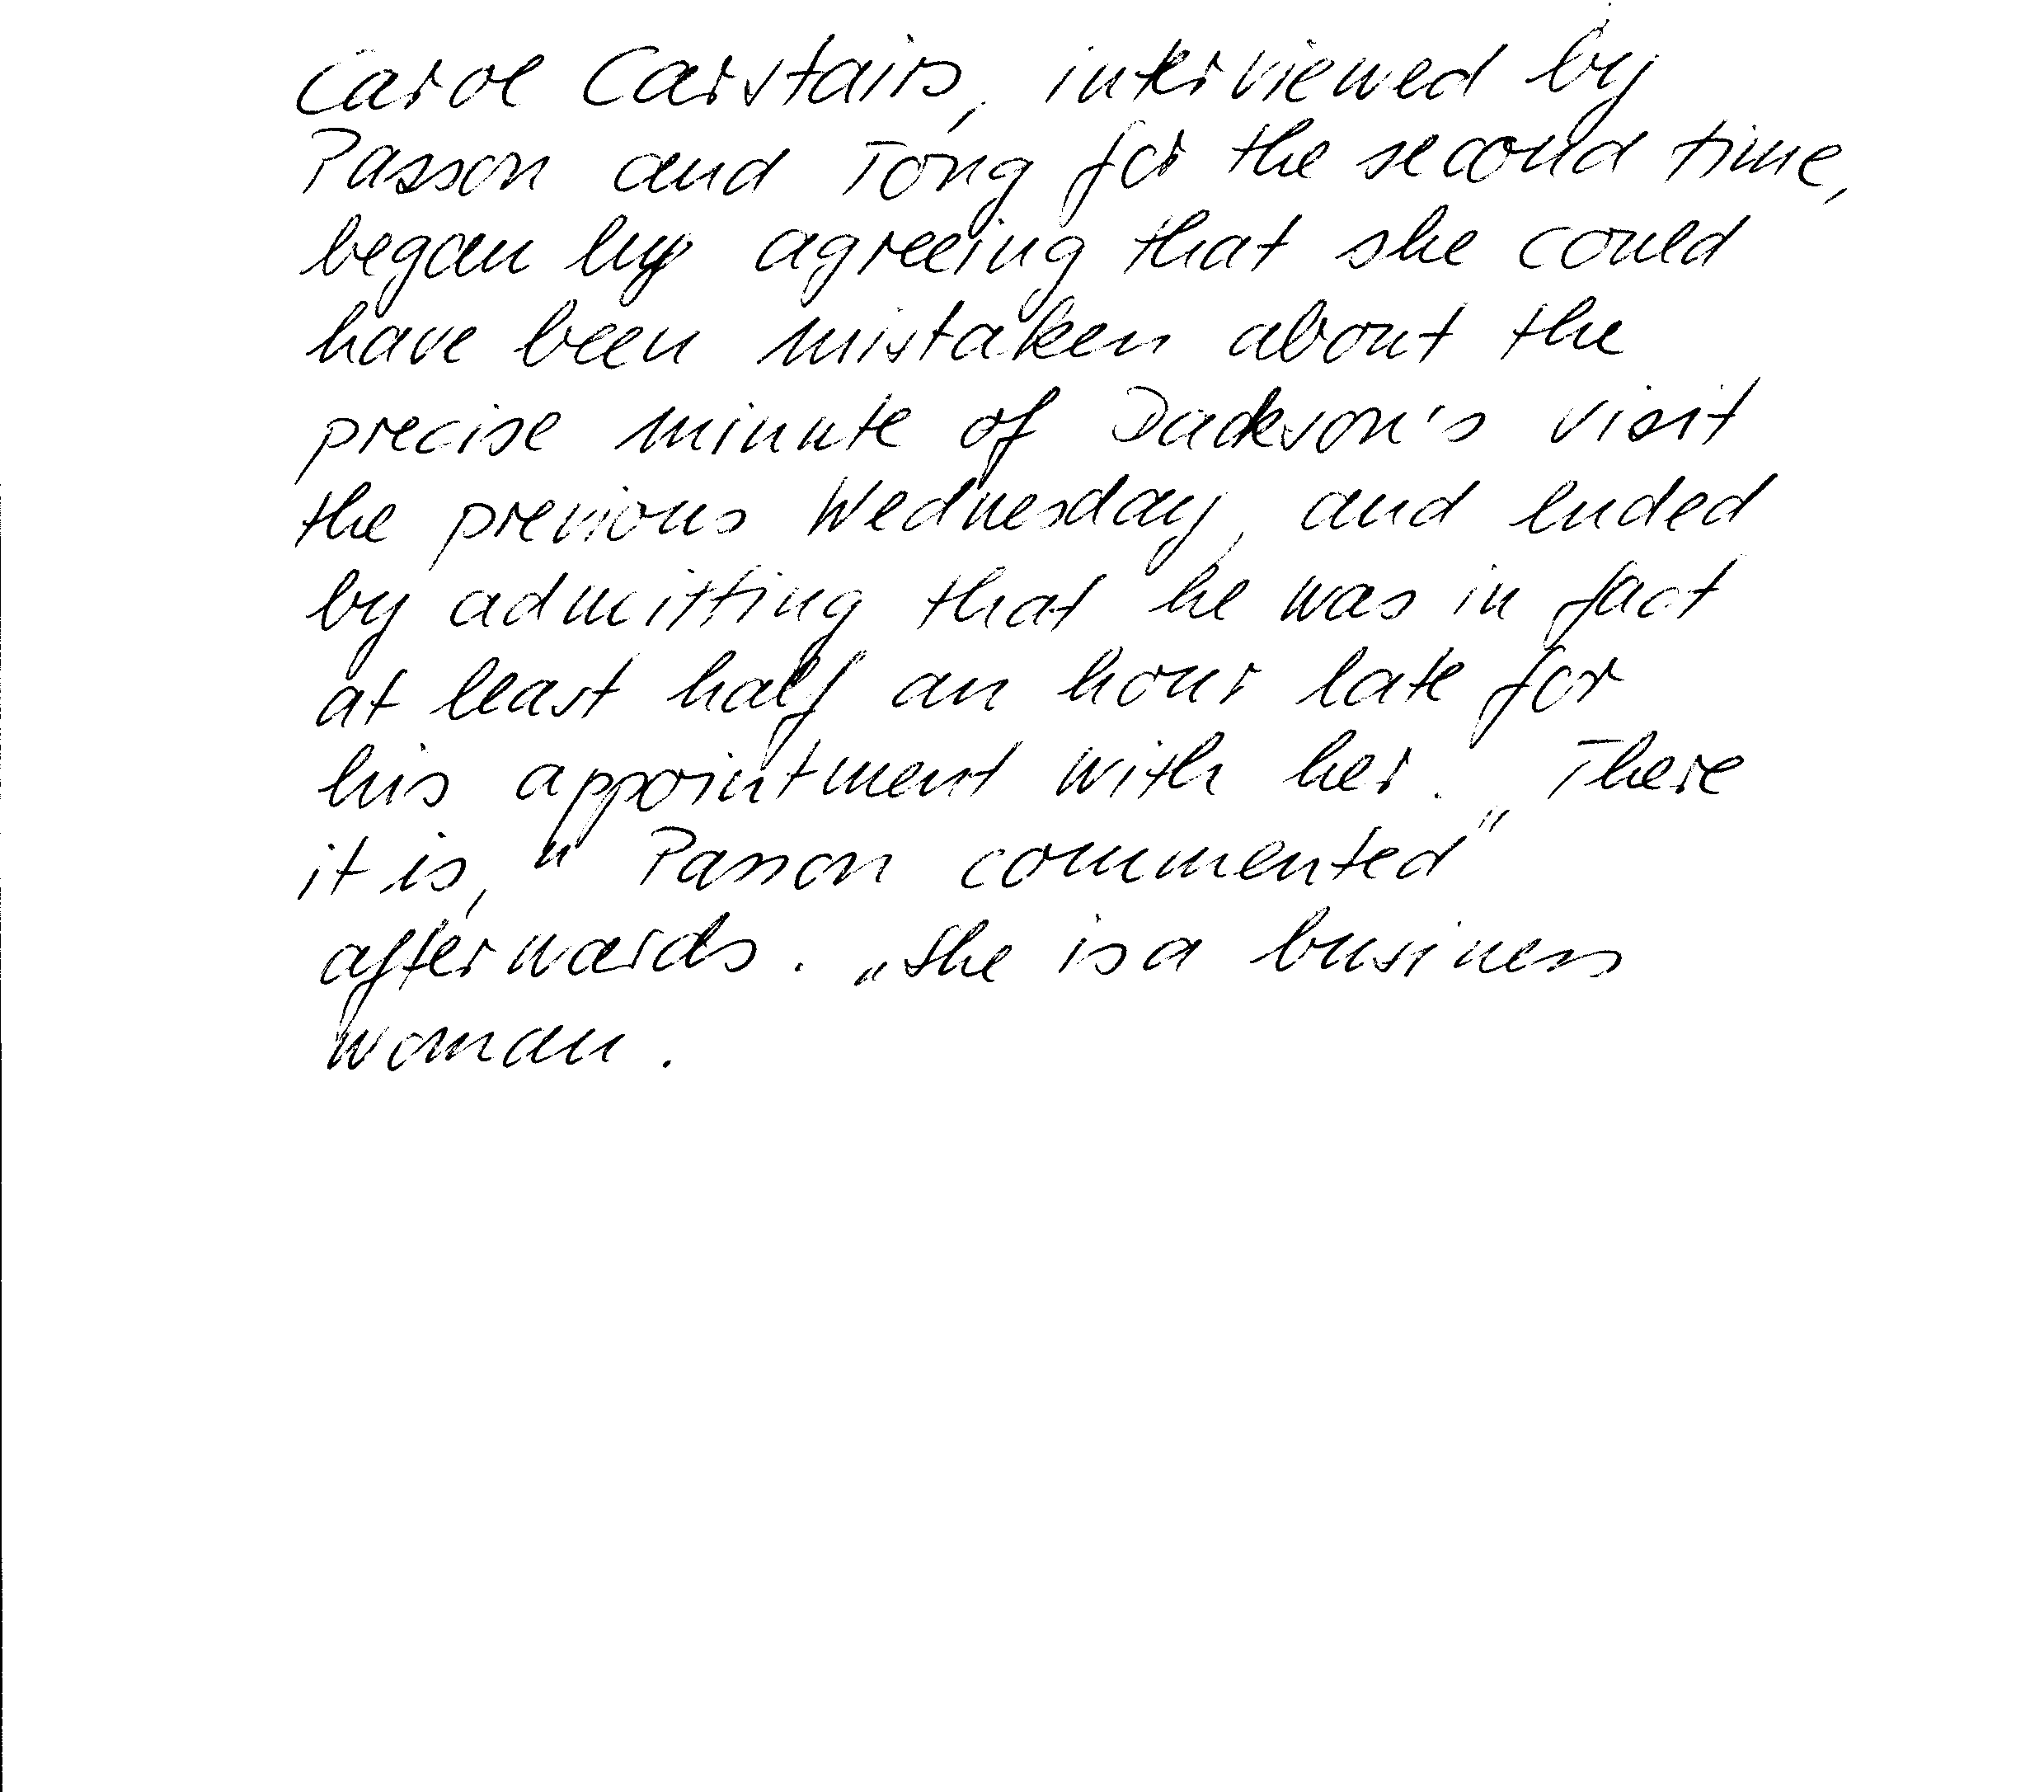 Carol Carstairs, interviewed by
Passon and Tong for the second time,
began by agreeing that she could
have been mistaken about the
precise minute of Dackson's visit
the previous Wednesday, and ended
by admitting that he was in fact
at least half an hour late for
his appointment with her. „There
it is," Passon commented
afterwards. „She is a business
woman.